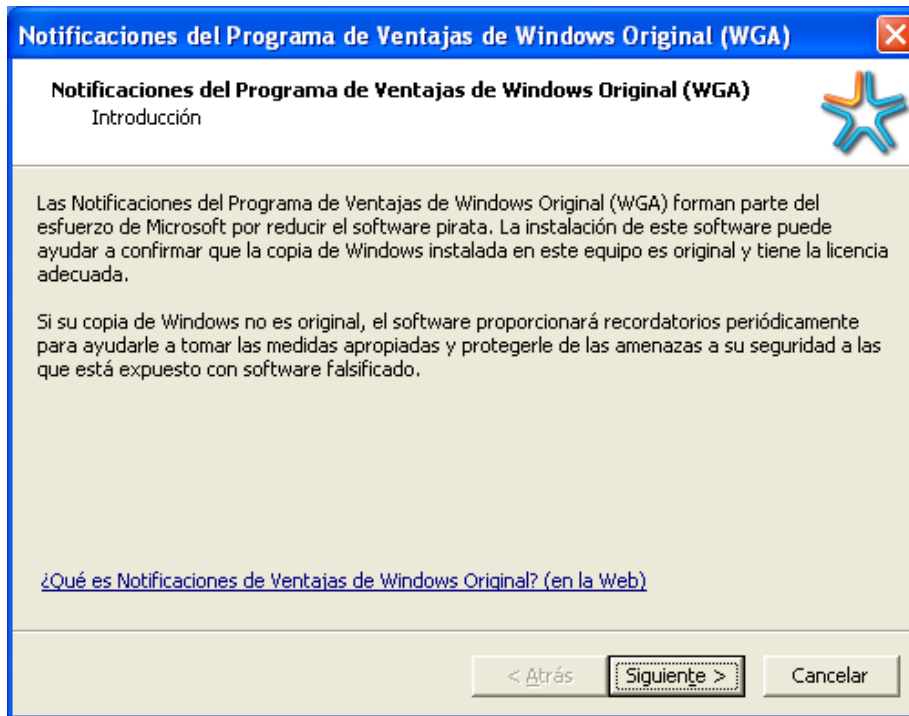 Notificaciones del Programa de Ventajas de Windows Original (WGA)
Notificaciones del Programa de Ventajas de Windows Original (WGA)
Introducción
Las Notificaciones del Programa de Ventajas de Windows Original (WGA) forman parte del
esfuerzo de Microsoft por reducir el software pirata. La instalación de este software puede
ayudar a confirmar que la copia de Windows instalada en este equipo es original y tiene la licencia
adecuada.
Si su copia de Windows no es original, el software proporcionará recordatorios periódicamente
para ayudarle a tomar las medidas apropiadas y protegerle de las amenazas a su seguridad a las
que está expuesto con software falsificado.
¿Qué es Notificaciones de Ventajas de Windows Original? (en la Web)
< Atrás
Siguiente >
Cancelar